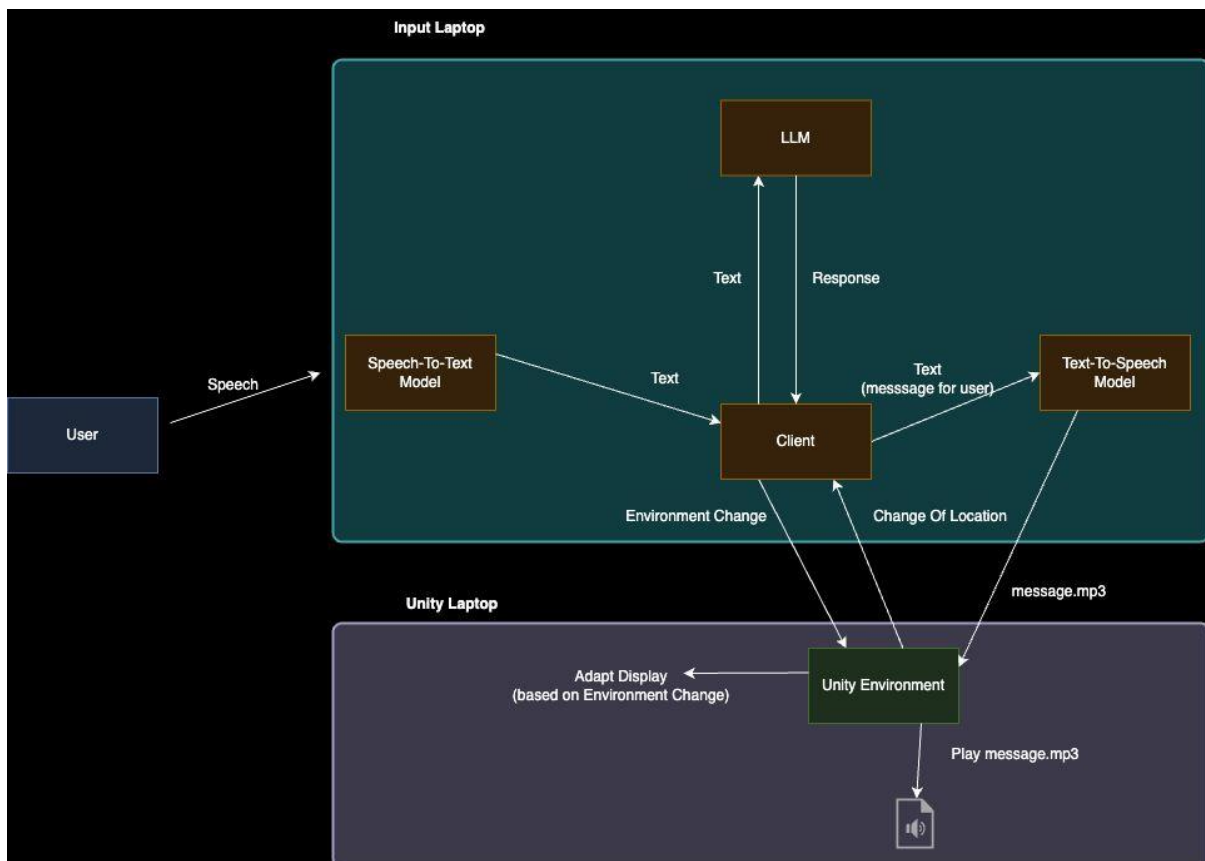 Input Laptop
LLM
Text
Response
Speech-To-Text
Model
Speech
Text
Text
(messsage for user)
Text-To-Speech
Model
User
Client
Environment Change
Change Of Location
message.mp3
Unity Laptop
Adapt Display
(based on Environment Change)
Unity Environment
Play message.mp3